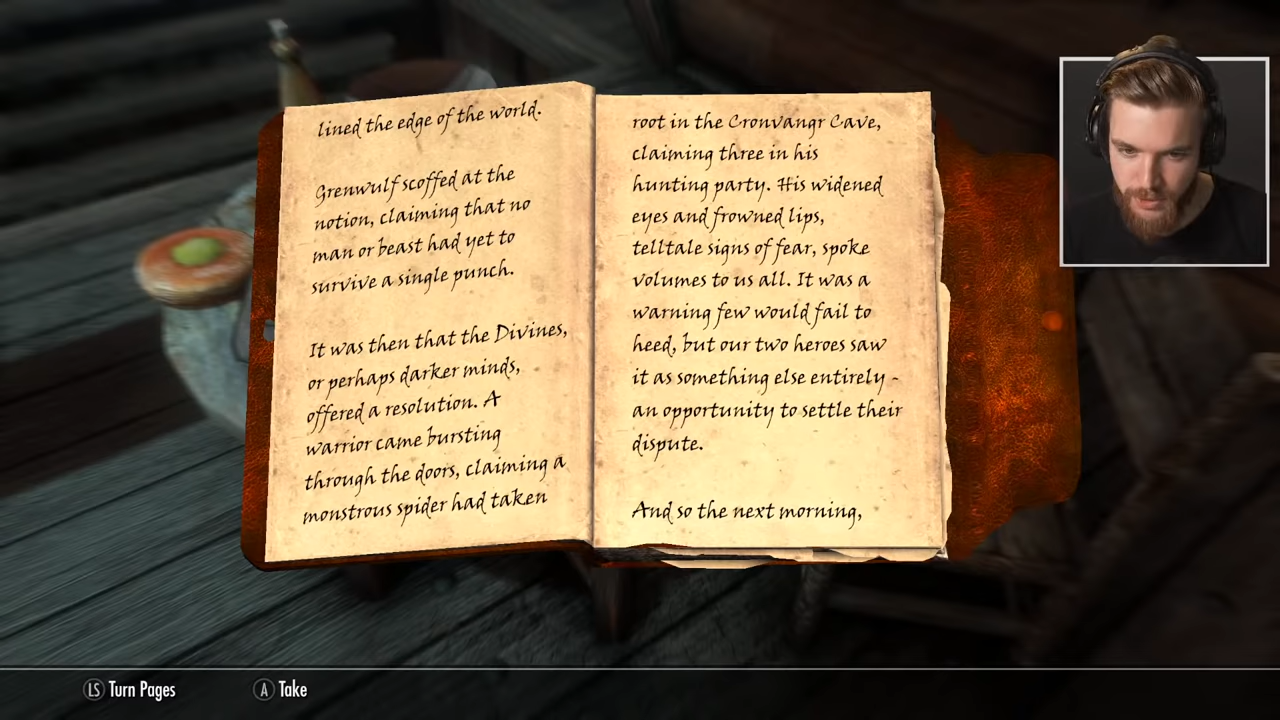 lined the edge of the world.
Grenwulf scoffed at the
notion, claiming that no
man or beast had yet to
survive a single punch.
It was then that the Divines,
or perhaps darker minds,
offered a resolution. A
warrior came bursting
through the doors, claiming a
monstrous spider had taken
root in the Cronvangr Cave,
claiming three in his
hunting party. His widened
eyes and frowned lips,
telltale signs of fear, spoke
volumes to us all. It was a
warning few would fail to
heed, but our two heroes saw
it as something else entirely -
an opportunity to settle their
dispute.
And so the next morning,
LS Turn Pages
A Take